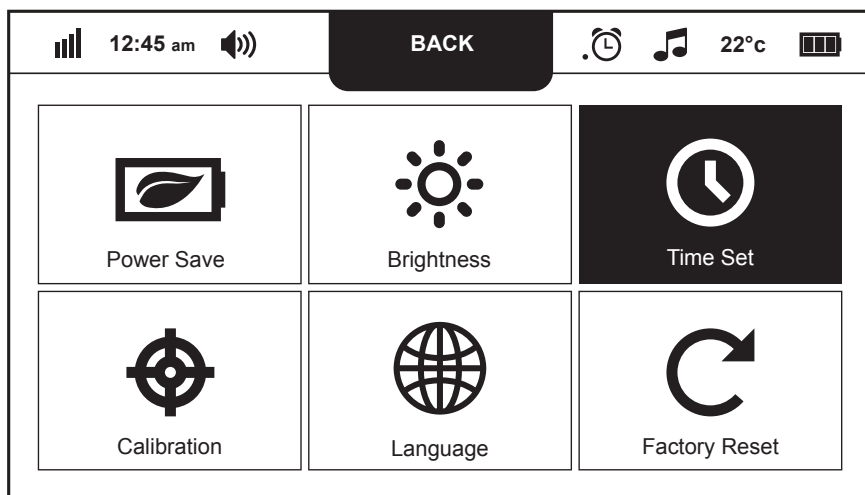 12:45 am
BACK
22°c
Power Save
Brightness
Time Set
Calibration
Language
Factory Reset